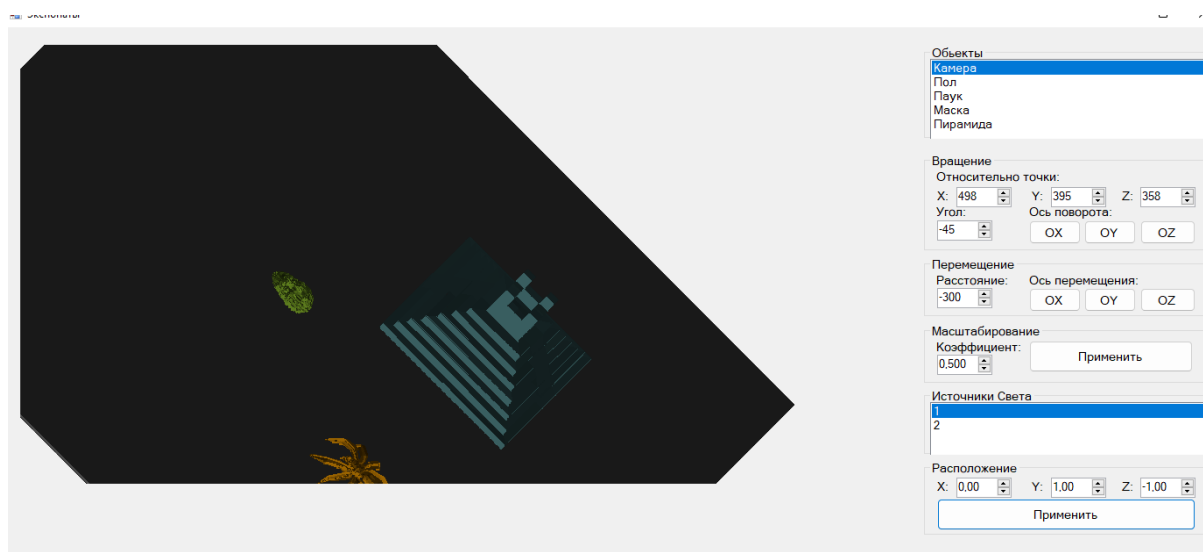 Экспонаты
Обьекты
Камера
Пол
Паук
Маска
Пирамида
Вращение
Относительно точки:
X: 498 Y: 395 Z: 358
Угол: Ось поворота:
-45 OX OY OZ
Перемещение
Расстояние: Ось перемещения:
-300 OX OY OZ
Масштабирование
Коэффициент:
0,500 Применить
Источники Света
1
2
Расположение
X: 0,00 Y: 1,00 Z: -1,00
Применить